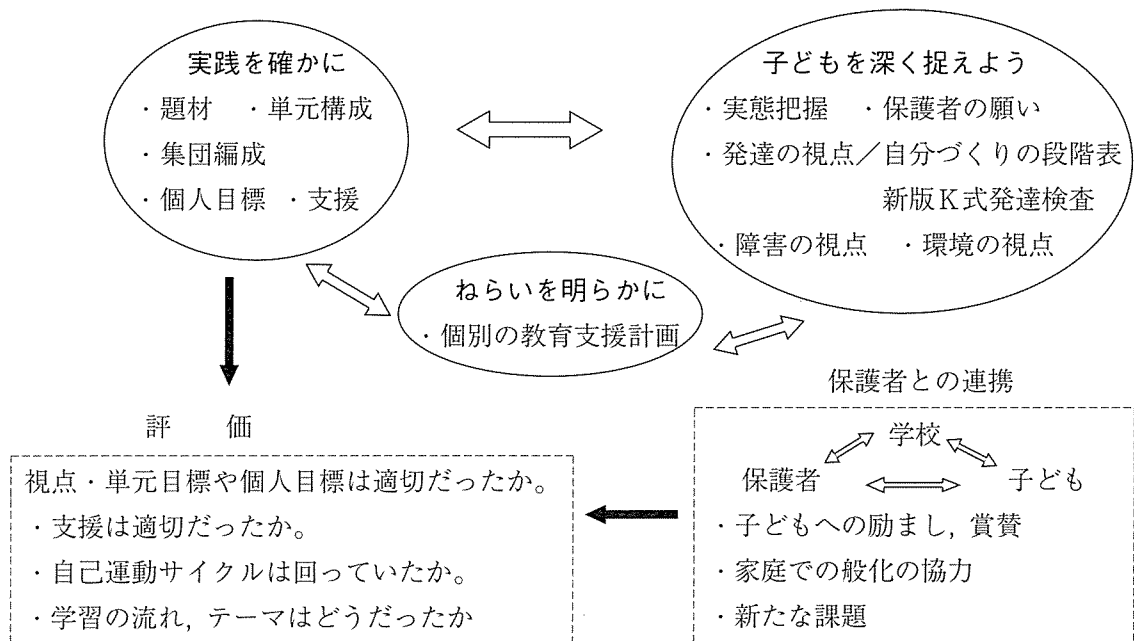 実践を確かに
・題材　・単元構成
・集団編成
・個人目標 ・支援
子どもを深く捉えよう
・実態把握　・保護者の願い
・発達の視点／自分づくりの段階表
新版K式発達検査
・障害の視点　・環境の視点
ねらいを明らかに
・個別の教育支援計画
評　価
視点・単元目標や個人目標は適切だったか。
・支援は適切だったか。
・自己運動サイクルは回っていたか。
・学習の流れ, テーマはどうだったか
保護者との連携
学校
保護者　子ども
・子どもへの励まし, 賞賛
・家庭での般化の協力
・新たな課題